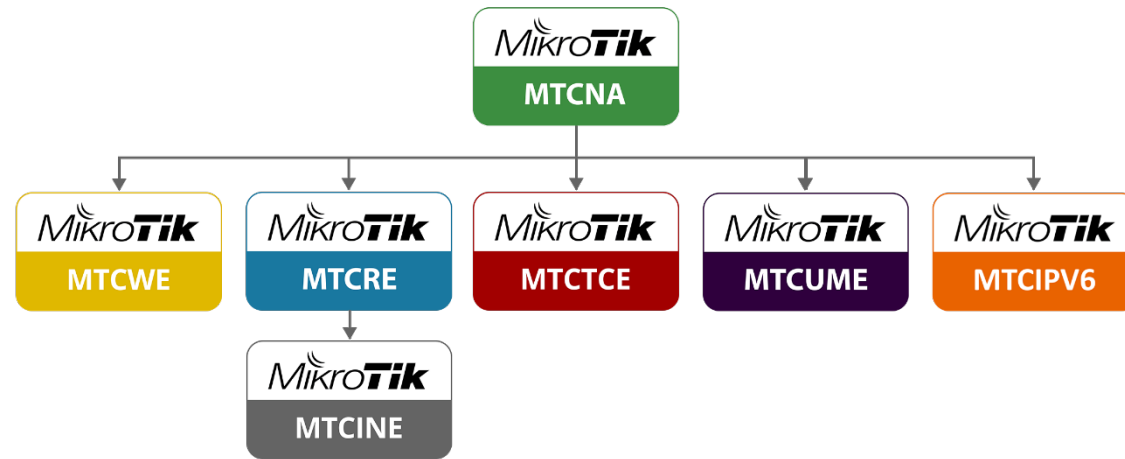 MikroTik
MTCNA
MikroTik
MTCWE
MikroTik
MTCRE
MikroTik
MTCTCE
MikroTik
MTCUME
MikroTik
MTCIPV6
MikroTik
MTCINE